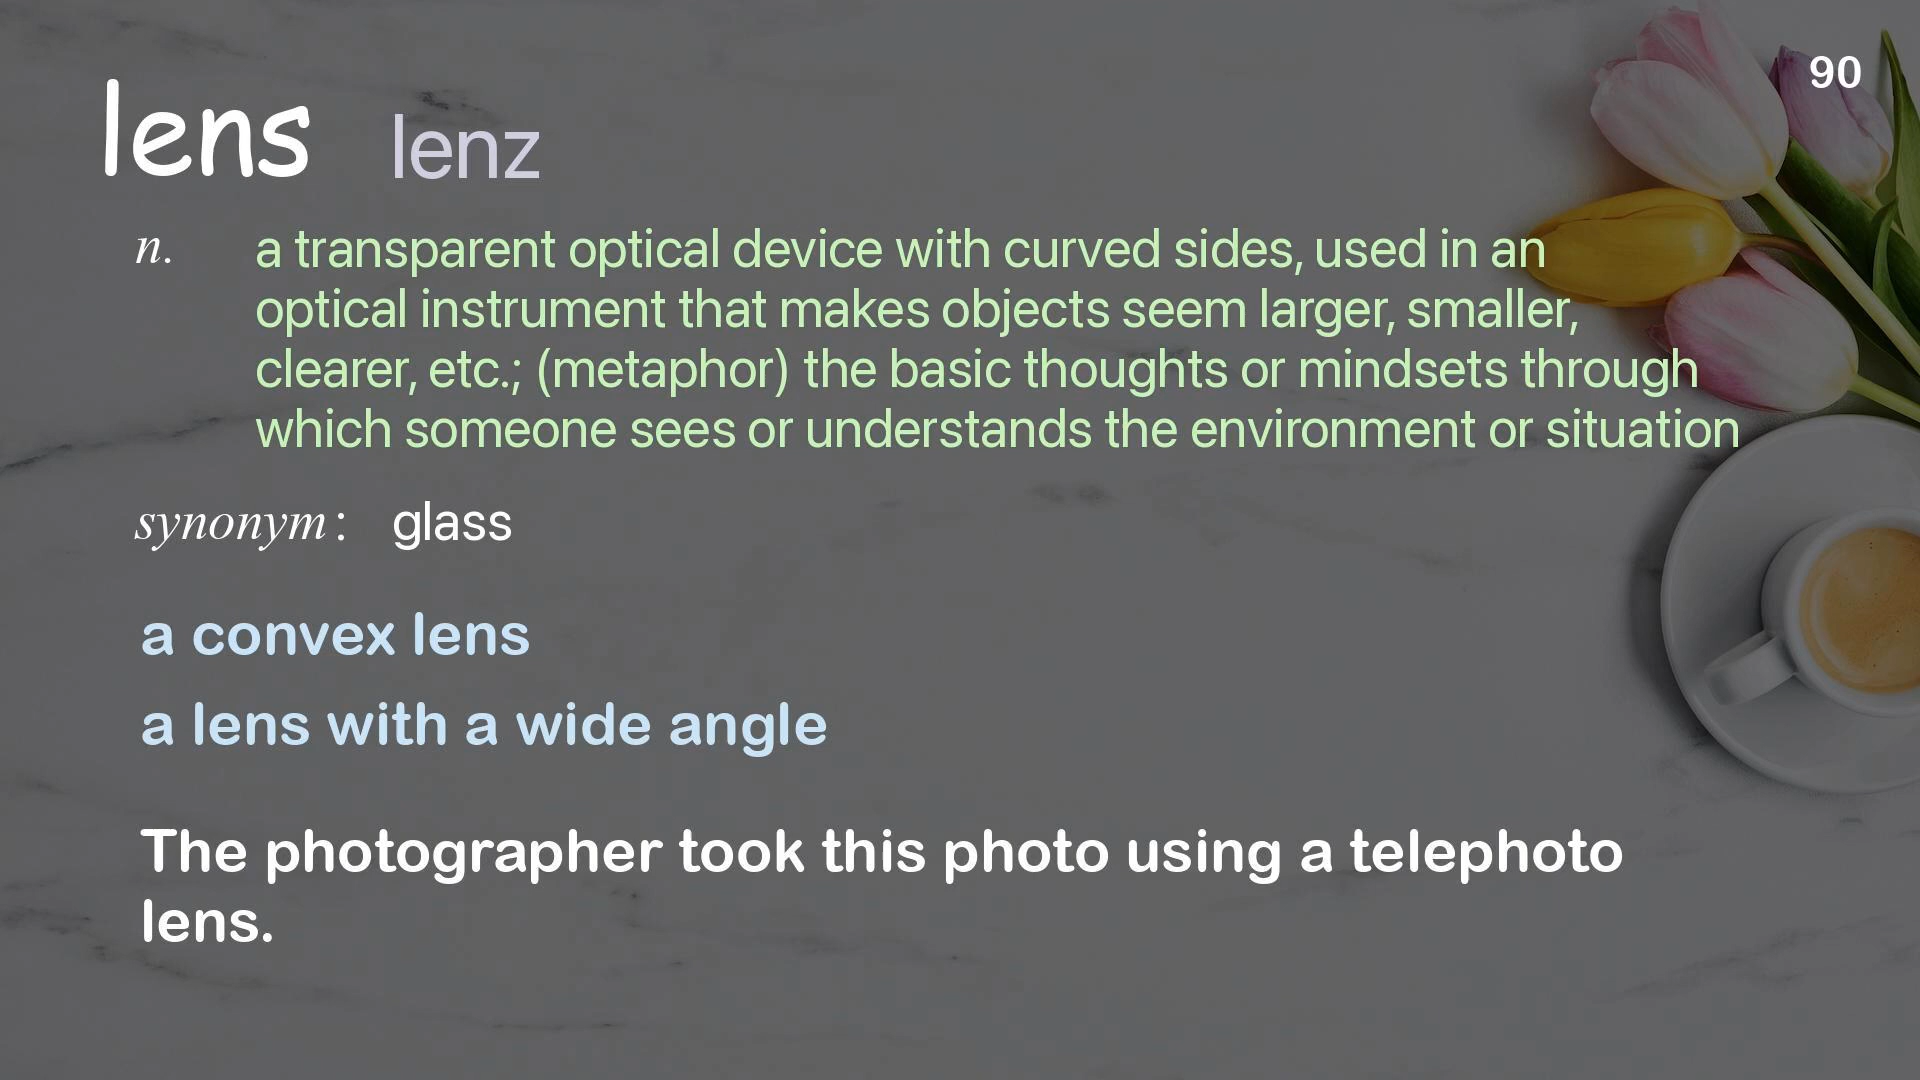 90
lens lenz
n. a transparent optical device with curved sides, used in an
optical instrument that makes objects seem larger, smaller,
clearer, etc.; (metaphor) the basic thoughts or mindsets through
which someone sees or understands the environment or situation
synonym: glass
a convex lens
a lens with a wide angle
The photographer took this photo using a telephoto
lens.